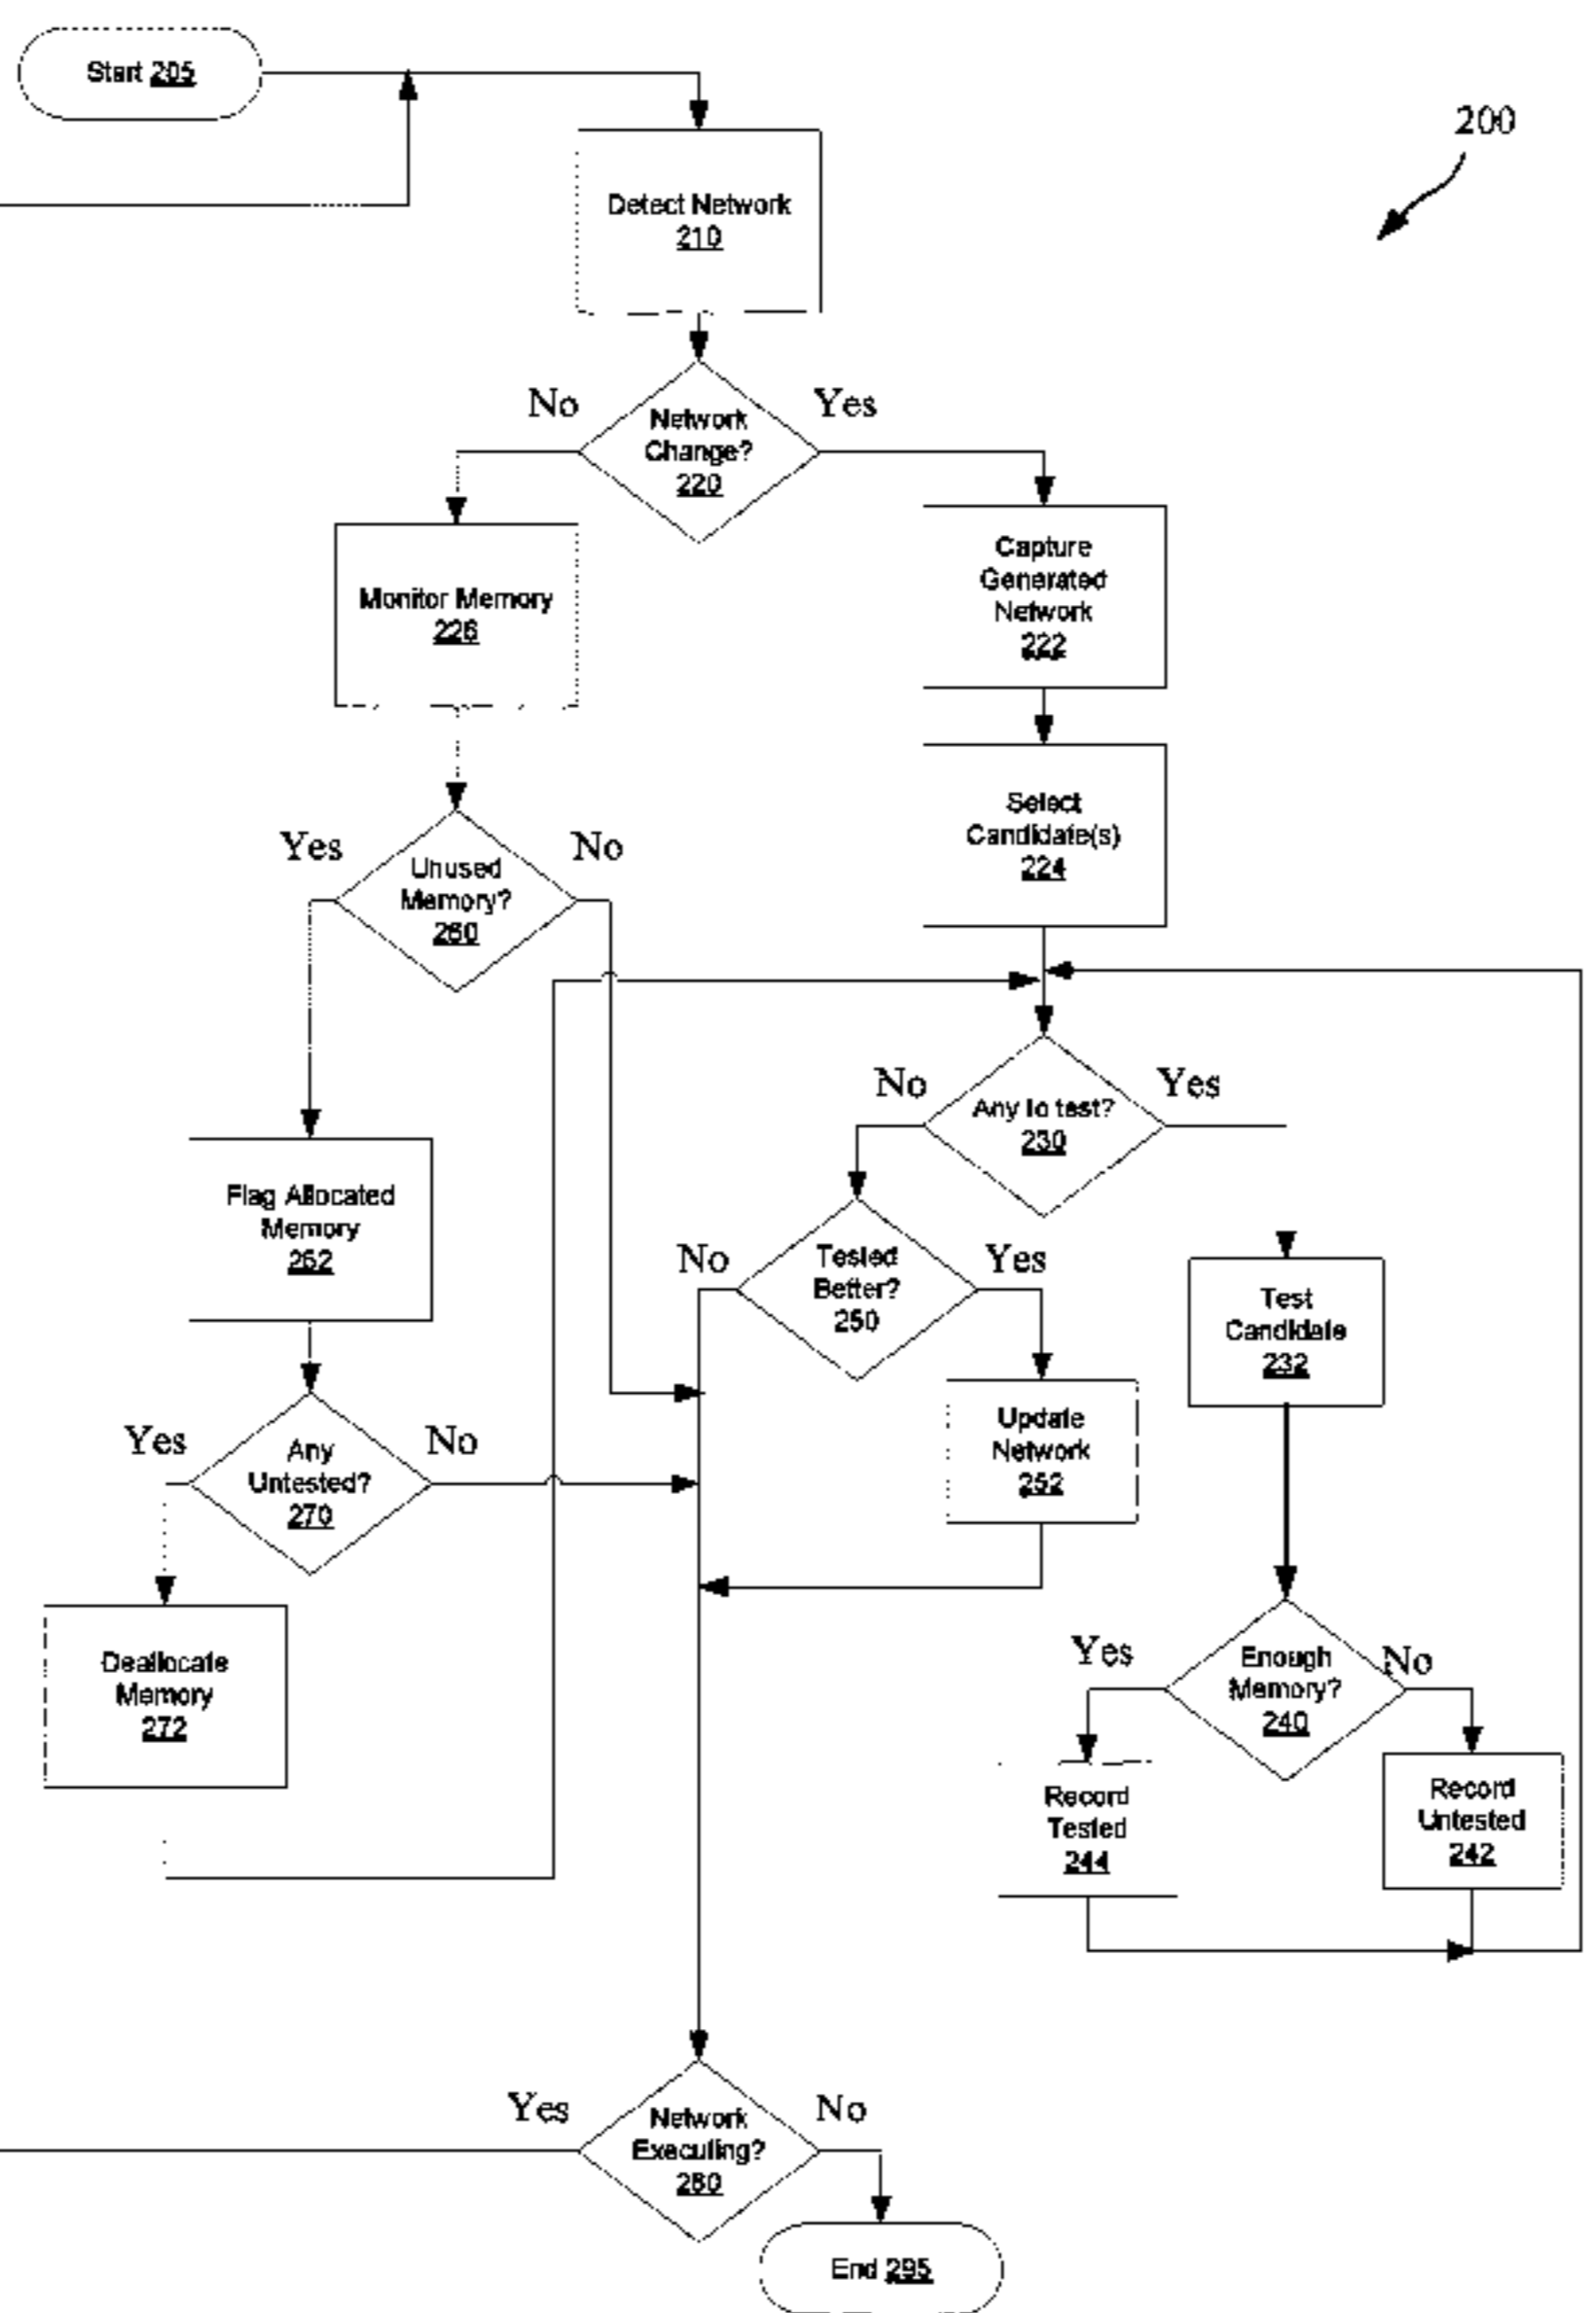 Start 205
200
Detect Network
210
No
Yes
Network
Change?
220
Capture
Generated
Network
222
Monitor Memory
226
Select
Candidate(s)
224
Yes
No
Unused
Memory?
260
No
Yes
Any to test?
230
Flag Allocated
Memory
262
No
Yes
Tested
Better?
250
Test
Candidate
232
Yes
No
Any
Untested?
270
Update
Network
252
Deallocate
Memory
272
Yes
No
Enough
Memory?
240
Record
Tested
244
Record
Untested
242
Yes
No
Network
Executing?
280
End 295